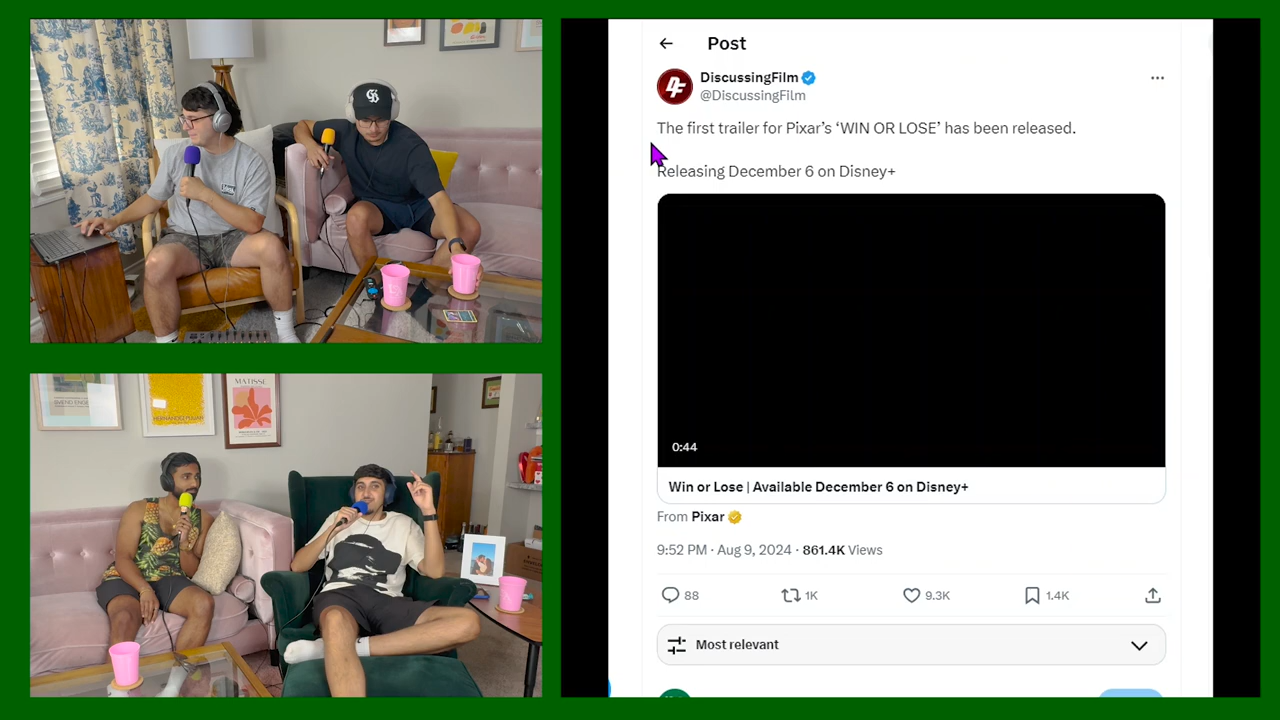 Post
DiscussingFilm
@DiscussingFilm
The first trailer for Pixar's ‘WIN OR LOSE’ has been released.
Releasing December 6 on Disney+
0:44
Win or Lose | Available December 6 on Disney+
From Pixar
9:52 PM · Aug 9, 2024 · 861.4K Views
88
1K
9.3K
1.4K
Most relevant
MATISSE